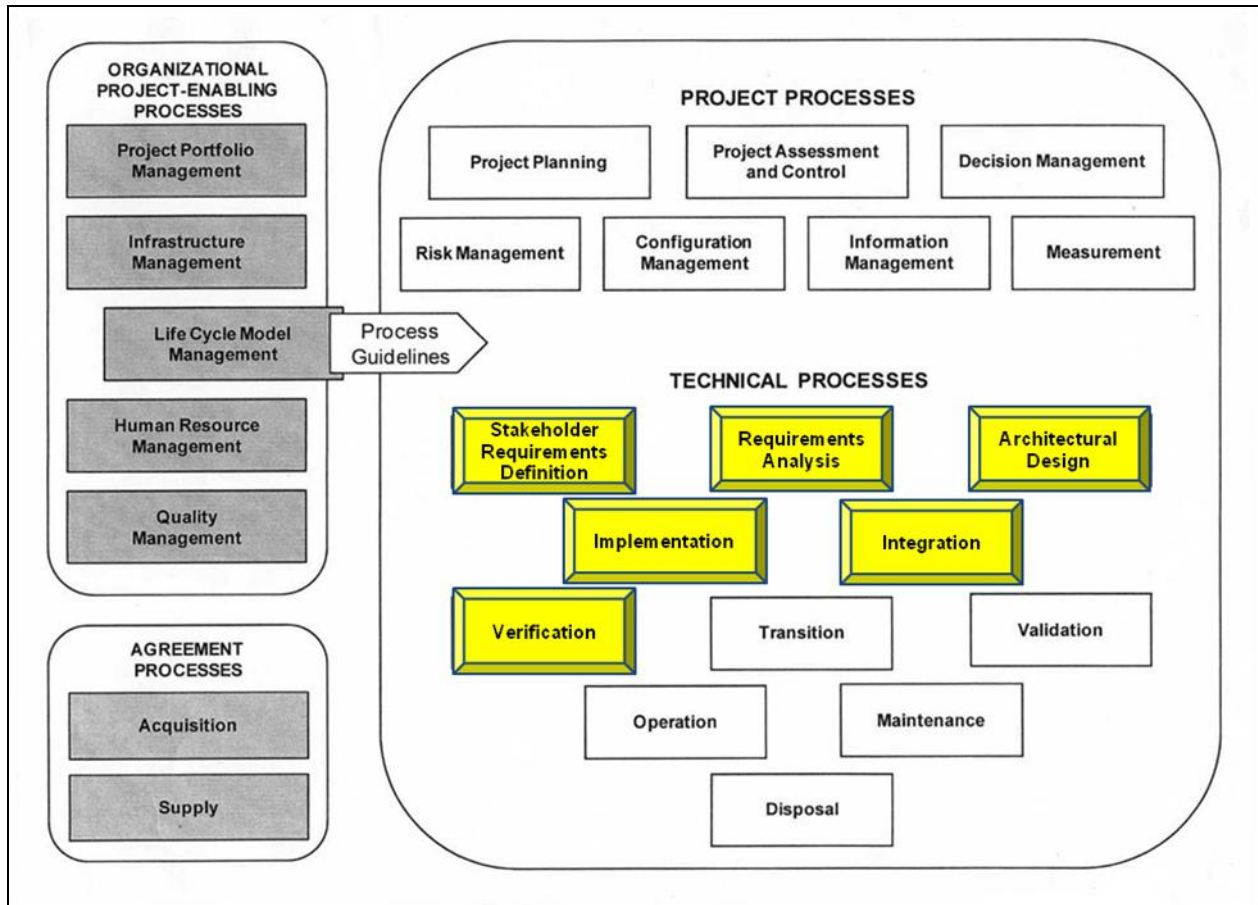 ORGANIZATIONAL
PROJECT-ENABLING
PROCESSES
Project Portfolio
Management
Infrastructure
Management
Life Cycle Model
Management
Process
Guidelines
Human Resource
Management
Quality
Management
AGREEMENT
PROCESSES
Acquisition
Supply
PROJECT PROCESSES
Project Planning
Project Assessment
and Control
Decision Management
Risk Management
Configuration
Management
Information
Management
Measurement
TECHNICAL PROCESSES
Stakeholder
Requirements
Definition
Requirements
Analysis
Architectural
Design
Implementation
Integration
Verification
Transition
Validation
Operation
Maintenance
Disposal